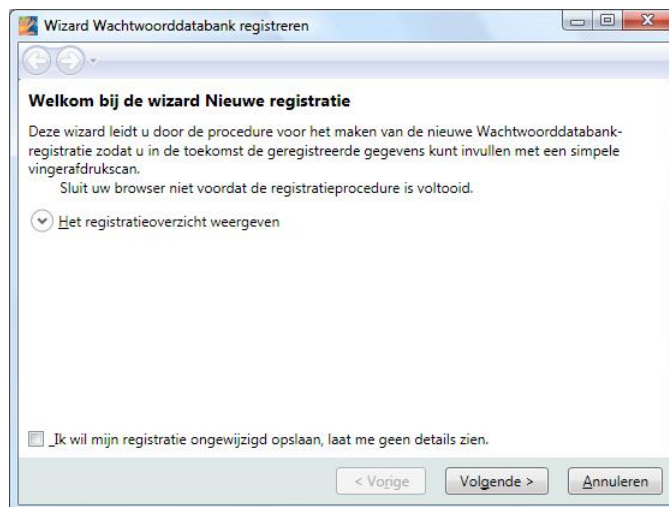 Wizard Wachtwoorddatabank registreren
Welkom bij de wizard Nieuwe registratie
Deze wizard leidt u door de procedure voor het maken van de nieuwe Wachtwoorddatabank-
registratie zodat u in de toekomst de geregistreerde gegevens kunt invullen met een simpele
vingerafdrukscan.
Sluit uw browser niet voordat de registratieprocedure is voltooid.
Het registratieoverzicht weergeven
_Ik wil mijn registratie ongewijzigd opslaan, laat me geen details zien.
< Vorige Volgende > Annuleren